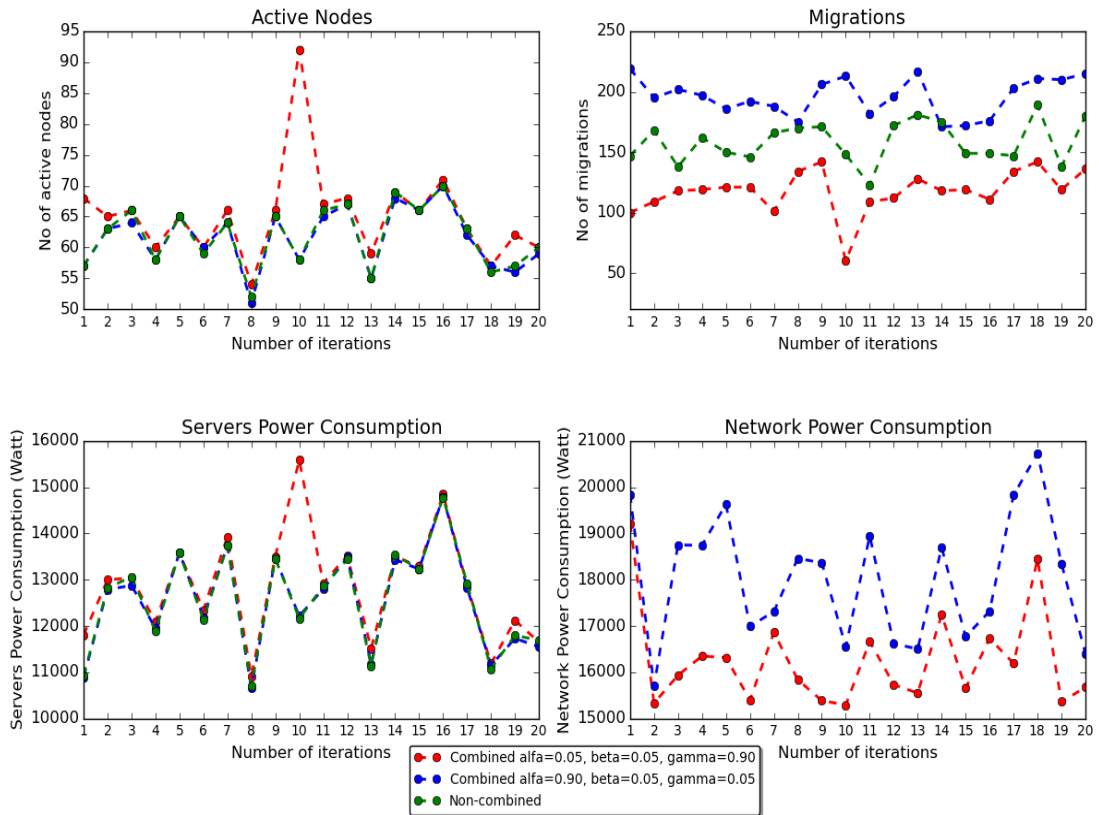 Active Nodes
No of active nodes
95
90
85
80
75
70
65
60
55
50
1 2 3 4 5 6 7 8 9 10 11 12 13 14 15 16 17 18 19 20
Number of iterations
Migrations
No of migrations
250
200
150
100
50
1 2 3 4 5 6 7 8 9 10 11 12 13 14 15 16 17 18 19 20
Number of iterations
Servers Power Consumption
Servers Power Consumption (Watt)
16000
15000
14000
13000
12000
11000
10000
1 2 3 4 5 6 7 8 9 10 11 12 13 14 15 16 17 18 19 20
Number of iterations
Network Power Consumption
Network Power Consumption (Watt)
21000
20000
19000
18000
17000
16000
15000
1 2 3 4 5 6 7 8 9 10 11 12 13 14 15 16 17 18 19 20
Number of iterations
Combined alfa=0.05, beta=0.05, gamma=0.90
Combined alfa=0.90, beta=0.05, gamma=0.05
Non-combined